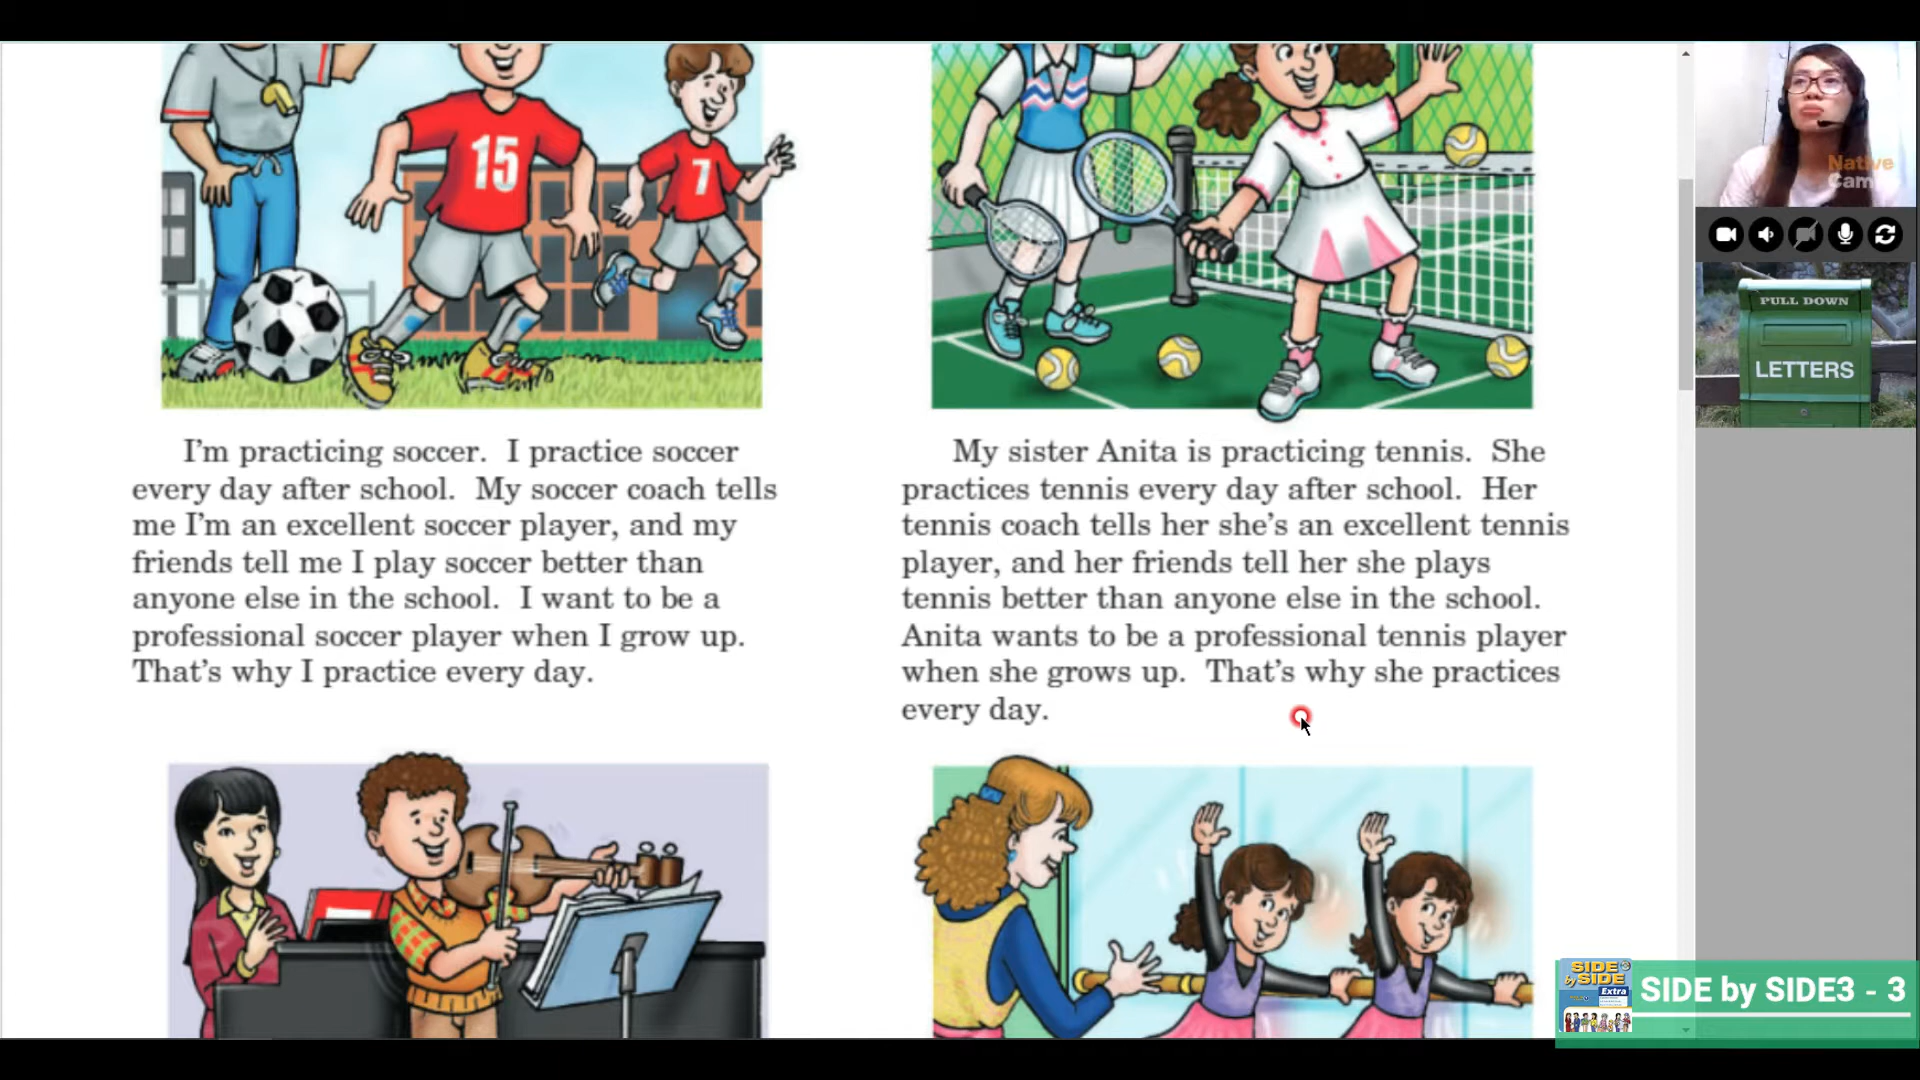 15
7
I'm practicing soccer. I practice soccer
every day after school. My soccer coach tells
me I'm an excellent soccer player, and my
friends tell me I play soccer better than
anyone else in the school. I want to be a
professional soccer player when I grow up.
That's why I practice every day.
My sister Anita is practicing tennis. She
practices tennis every day after school. Her
tennis coach tells her she's an excellent tennis
player, and her friends tell her she plays
tennis better than anyone else in the school.
Anita wants to be a professional tennis player
when she grows up. That's why she practices
every day.
Native
Cam
PULL DOWN
LETTERS
SIDE
by SIDE
Extra
SIDE by SIDE3 - 3